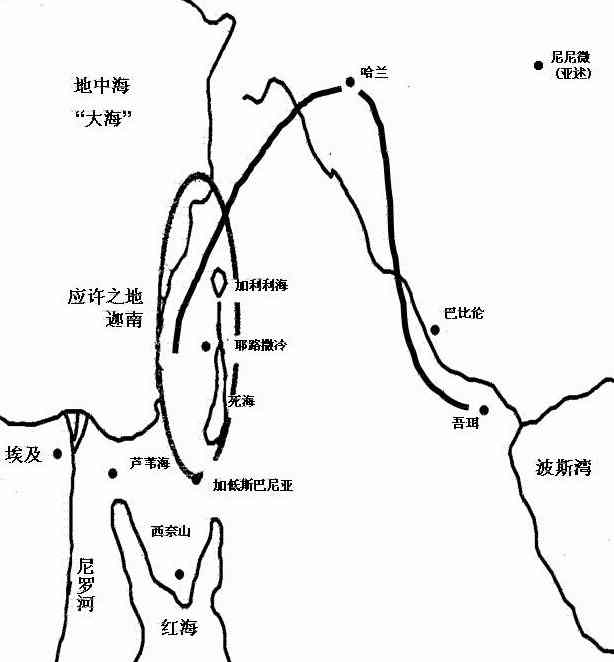 哈兰
尼尼微
(亚述)
地中海
“大海”
加利利海
应许之地
迦南
巴比伦
耶路撒冷
死海
吾珥
埃及
芦苇海
加低斯巴尼亚
波斯湾
西奈山
尼罗河
红海